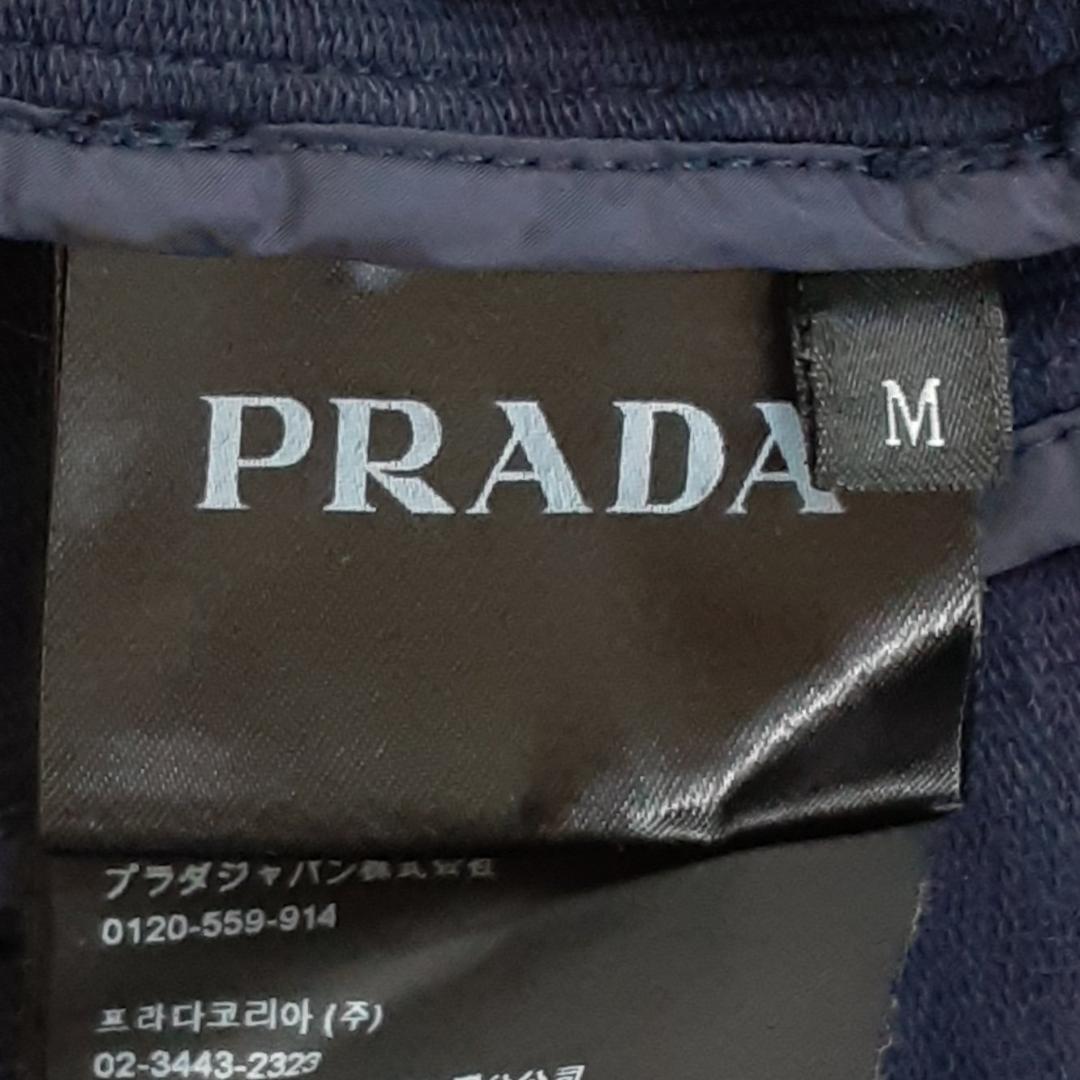 PRADA
M
プラダジャパン株式会社
0120-559-914
프라다코리아 (주)
02-3443-2323